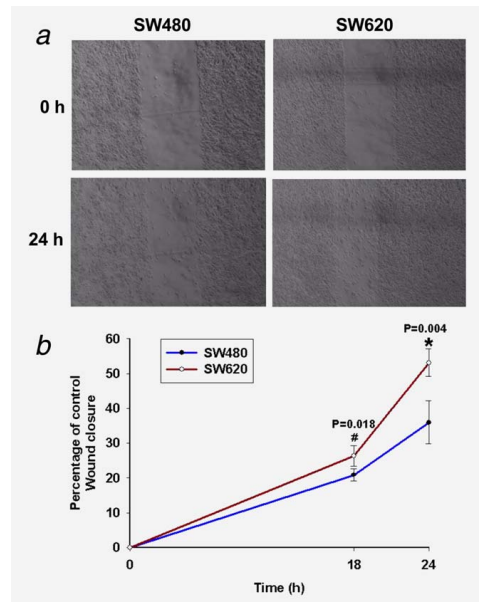 SW480 SW620
a
0 h
24 h
b
60
50
40
30
20
10
0
Percentage of control
Wound closure
SW480
SW620
P=0.018
#
P=0.004
*
0 18 24
Time (h)